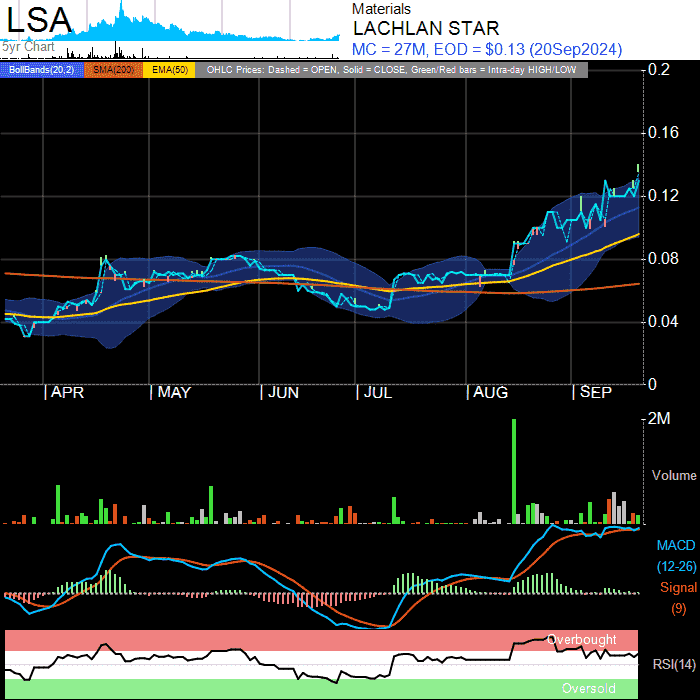 LSA
5yr Chart
Materials
LACHLAN STAR
MC = 27M, EOD = $0.13 (20Sep2024)
BollBands(20,2) SMA(200) EMA(50) OHLC Prices: Dashed = OPEN, Solid = CLOSE, Green/Red bars = Intra-day HIGH/LOW
0.2
0.16
0.12
0.08
0.04
0
APR MAY JUN JUL AUG SEP
2M
Volume
MACD
(12-26)
Signal
(9)
Overbought
RSI(14)
Oversold